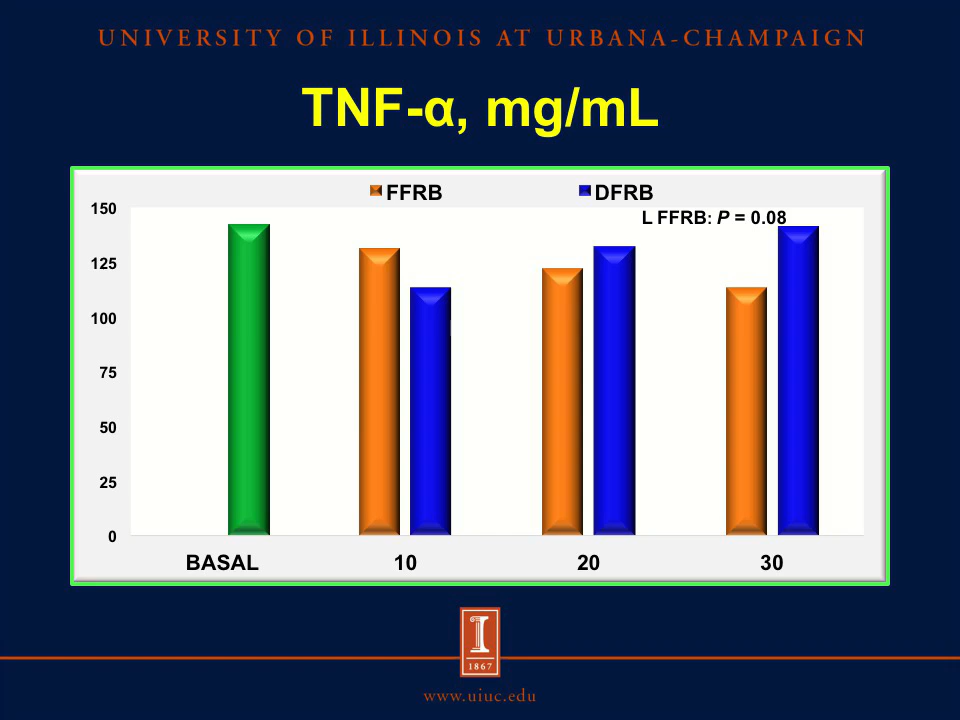 UNIVERSITY OF ILLINOIS AT URBANA-CHAMPAIGN
TNF-α, mg/mL
FFRB DFRB
L FFRB: P = 0.08
150
125
100
75
50
25
0
BASAL 10 20 30
I
1867
www.uiuc.edu